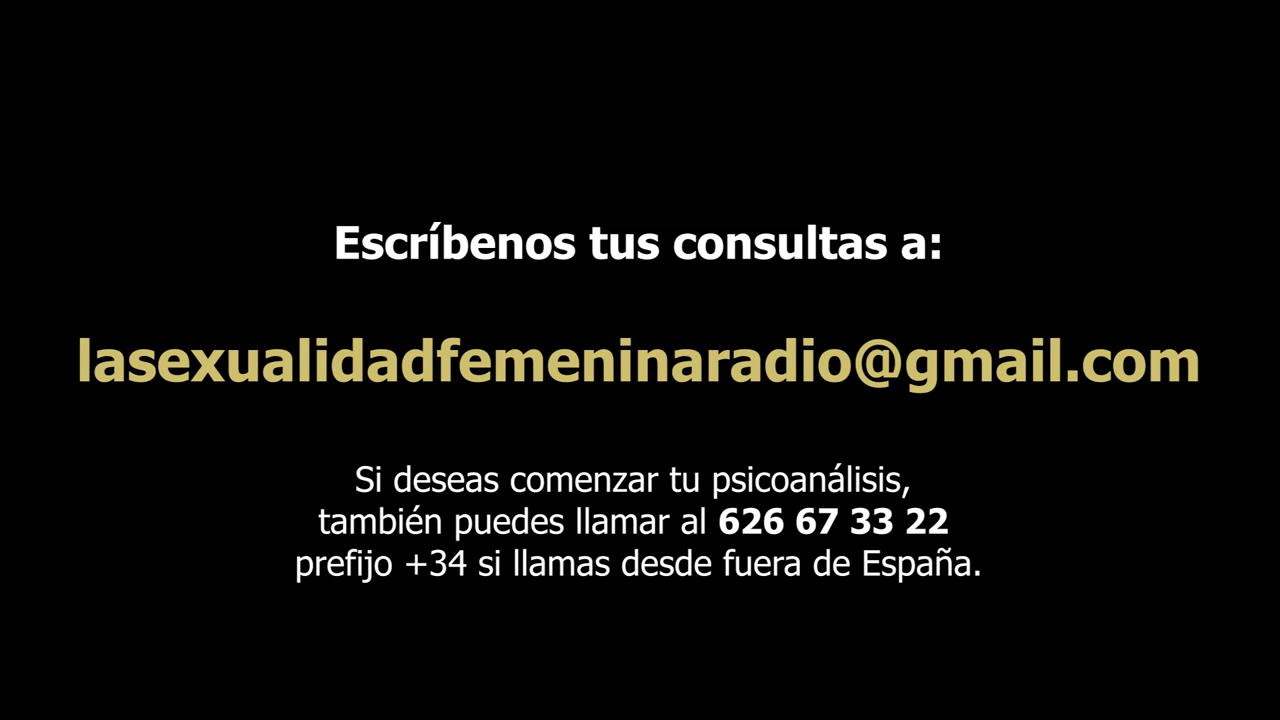 Escríbenos tus consultas a:
lasexualidadfemeninaradio@gmail.com
Si deseas comenzar tu psicoanálisis,
también puedes llamar al 626 67 33 22
prefijo +34 si llamas desde fuera de España.